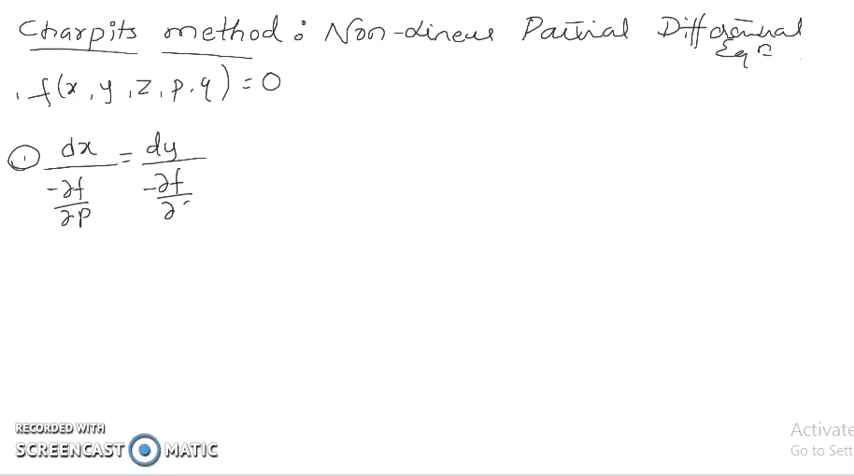 Charpits method: Non-Linear Partial Differential Eqn
f(x, y, z, p, q) = 0
① dx / (-∂f/∂p) = dy / (-∂f/∂
RECORDED WITH
SCREENCAST MATIC
Activate
Go to Sett